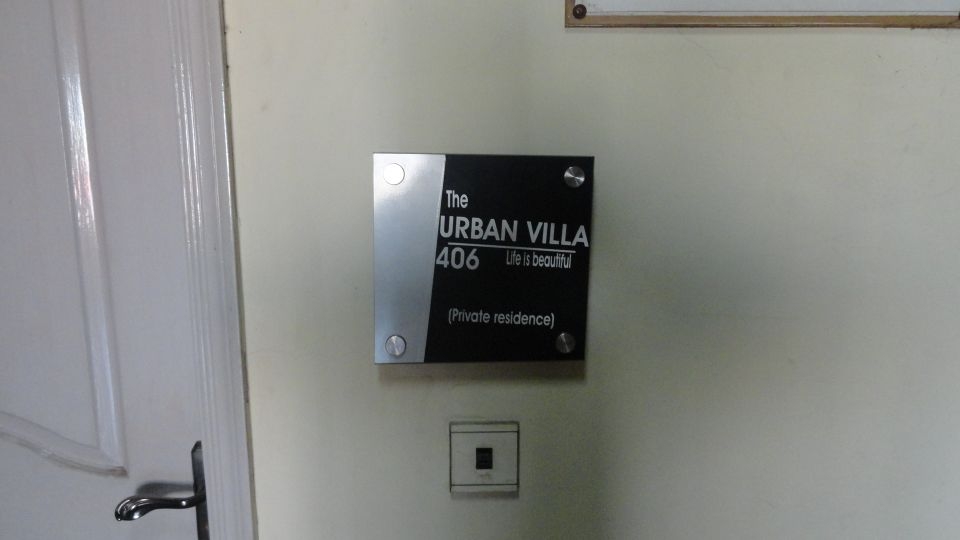 The
URBAN VILLA
406 Life is beautiful
(Private residence)